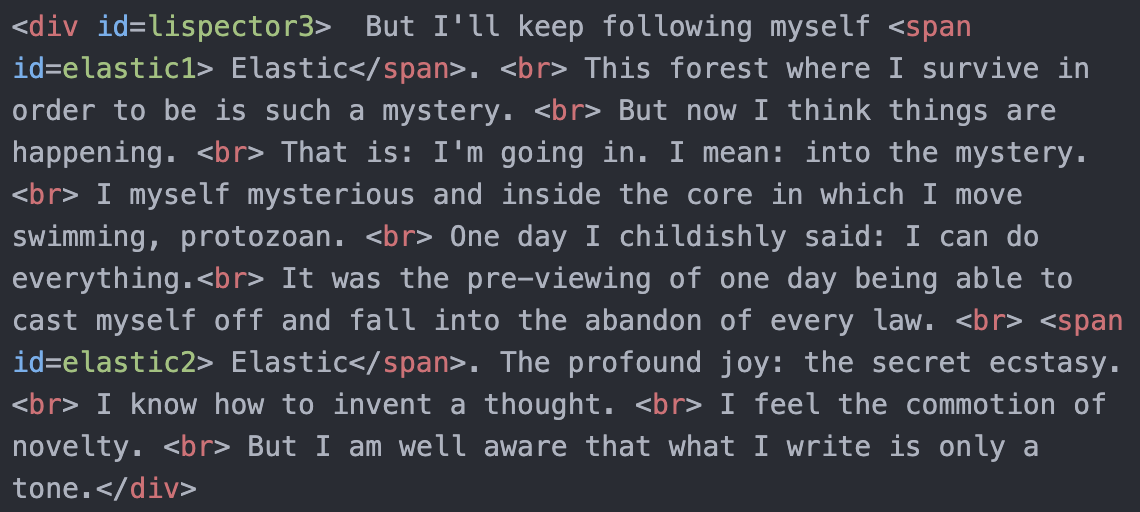 <div id=lispector3>  But I'll keep following myself <span
id=elastic1> Elastic</span>. <br> This forest where I survive in
order to be is such a mystery. <br> But now I think things are
happening. <br> That is: I'm going in. I mean: into the mystery.
<br> I myself mysterious and inside the core in which I move
swimming, protozoan. <br> One day I childishly said: I can do
everything.<br> It was the pre-viewing of one day being able to
cast myself off and fall into the abandon of every law. <br> <span
id=elastic2> Elastic</span>. The profound joy: the secret ecstasy.
<br> I know how to invent a thought. <br> I feel the commotion of
novelty. <br> But I am well aware that what I write is only a
tone.</div>